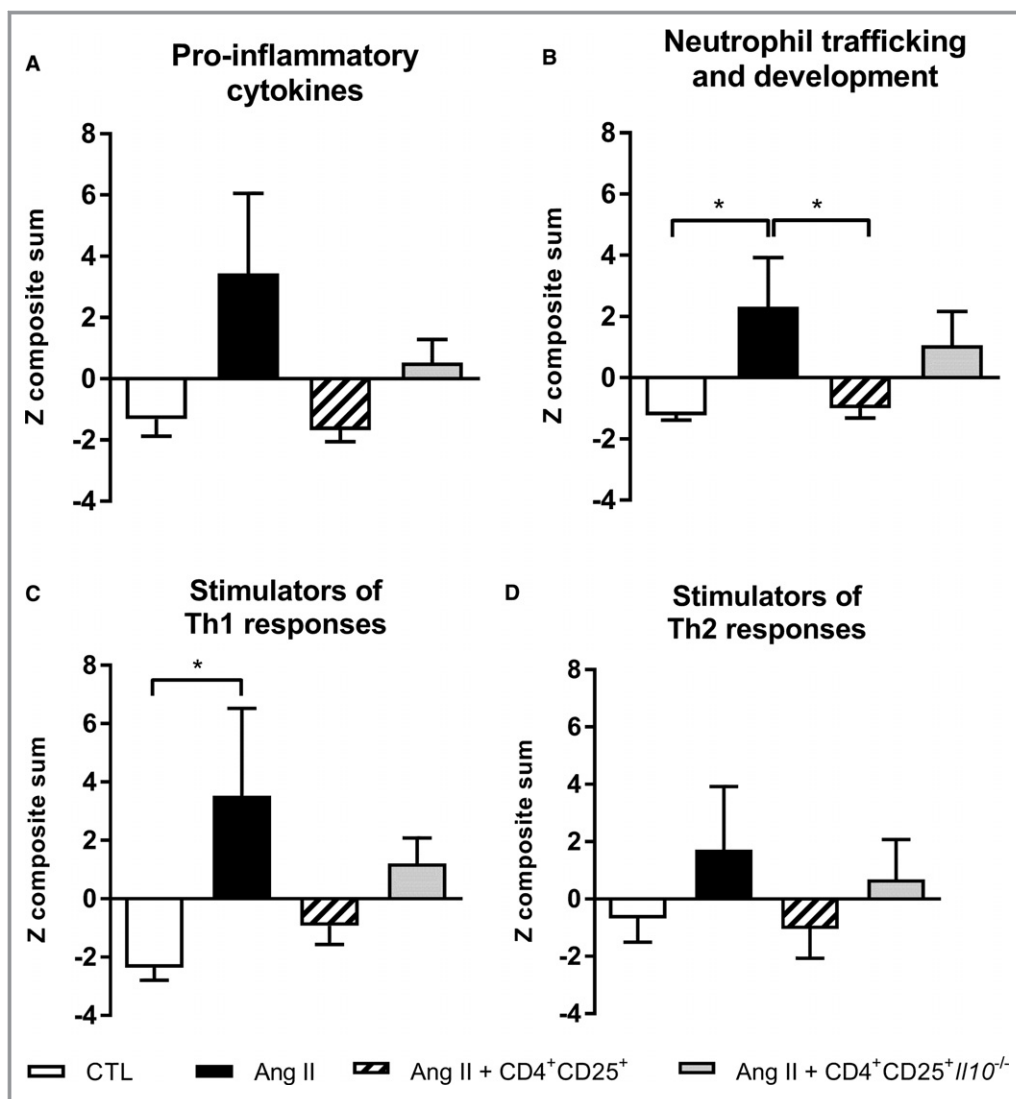 A
Pro-inflammatory
cytokines
Z composite sum
8
6
4
2
0
-2
-4
B
Neutrophil trafficking
and development
Z composite sum
8
6
4
2
0
-2
-4
*
*
C
Stimulators of
Th1 responses
Z composite sum
8
6
4
2
0
-2
-4
*
D
Stimulators of
Th2 responses
Z composite sum
8
6
4
2
0
-2
-4
CTL
Ang II
Ang II + CD4⁺CD25⁺
Ang II + CD4⁺CD25⁺Il10⁻/⁻